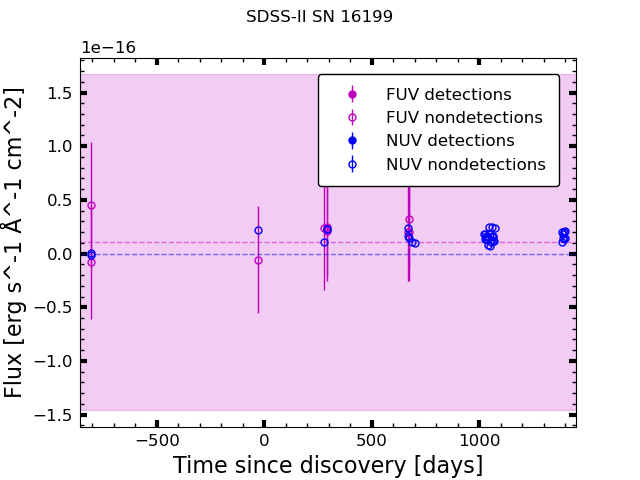 SDSS-II SN 16199
1e−16
FUV detections
FUV nondetections
NUV detections
NUV nondetections
1.5
1.0
0.5
0.0
−0.5
−1.0
−1.5
Flux [erg s^-1 Å^-1 cm^-2]
−500
0
500
1000
Time since discovery [days]